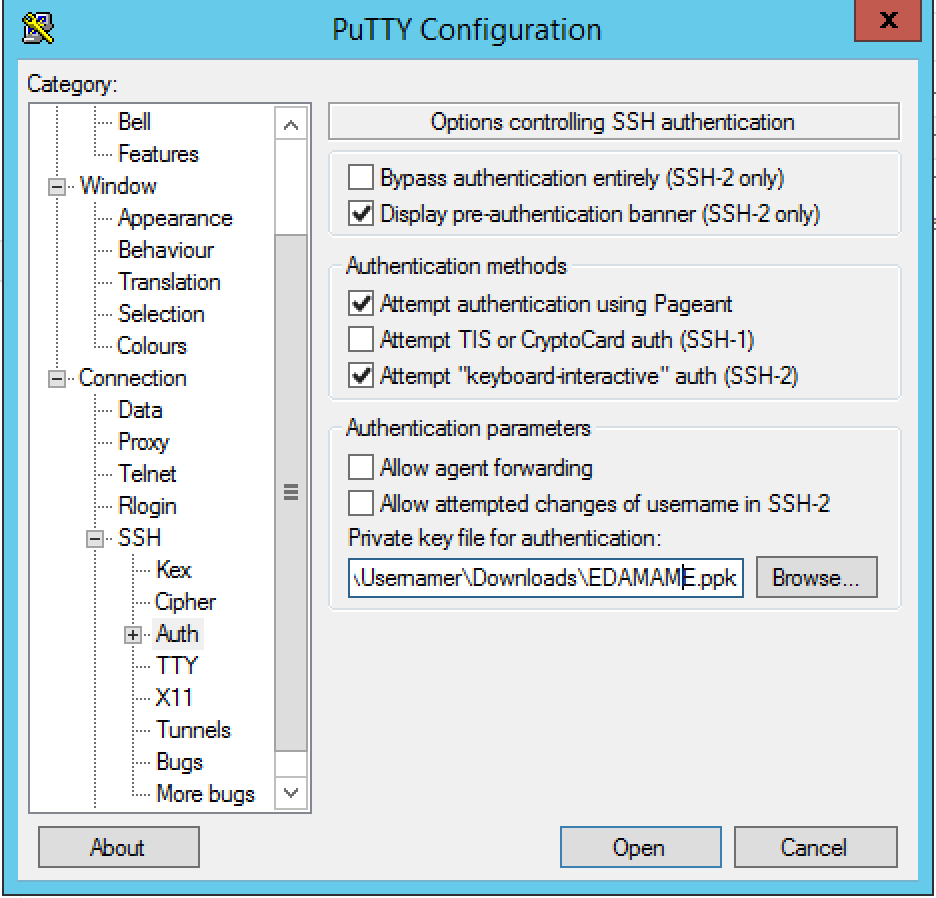 PuTTY Configuration
x
Category:
Bell
Features
Window
Appearance
Behaviour
Translation
Selection
Colours
Connection
Data
Proxy
Telnet
Rlogin
SSH
Kex
Cipher
Auth
TTY
X11
Tunnels
Bugs
More bugs
Options controlling SSH authentication
Bypass authentication entirely (SSH-2 only)
Display pre-authentication banner (SSH-2 only)
Authentication methods
Attempt authentication using Pageant
Attempt TIS or CryptoCard auth (SSH-1)
Attempt "keyboard-interactive" auth (SSH-2)
Authentication parameters
Allow agent forwarding
Allow attempted changes of username in SSH-2
Private key file for authentication:
\Usernamer\Downloads\EDAMAME.ppk
Browse...
About
Open
Cancel